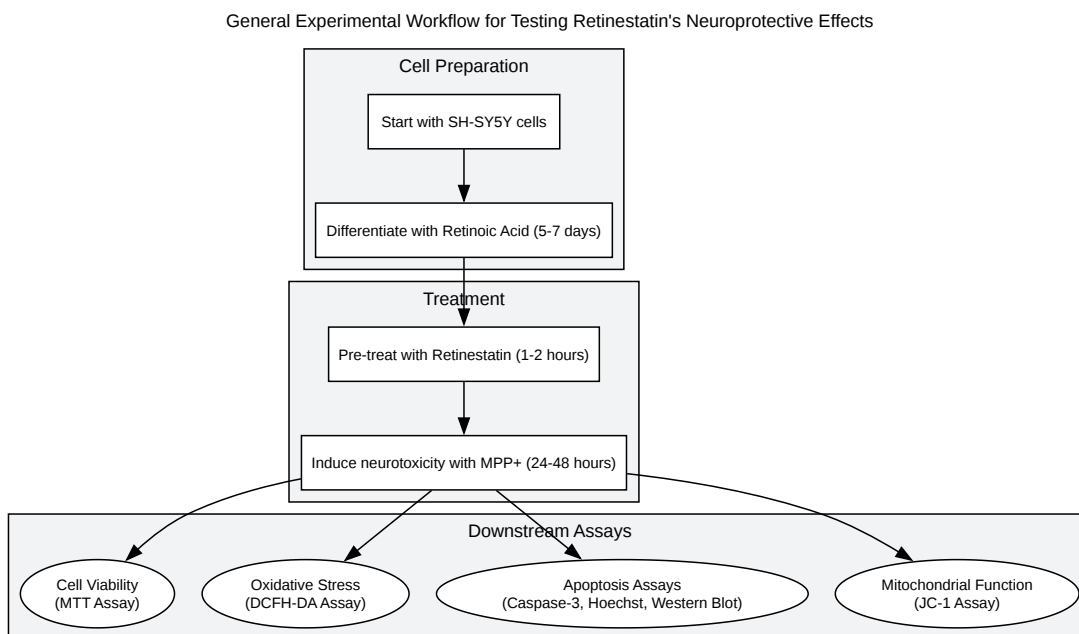 General Experimental Workflow for Testing Retinestatin's Neuroprotective Effects
Cell Preparation
Start with SH-SY5Y cells
Differentiate with Retinoic Acid (5-7 days)
Treatment
Pre-treat with Retinestatin (1-2 hours)
Induce neurotoxicity with MPP+ (24-48 hours)
Downstream Assays
Cell Viability
(MTT Assay)
Oxidative Stress
(DCFH-DA Assay)
Apoptosis Assays
(Caspase-3, Hoechst, Western Blot)
Mitochondrial Function
(JC-1 Assay)